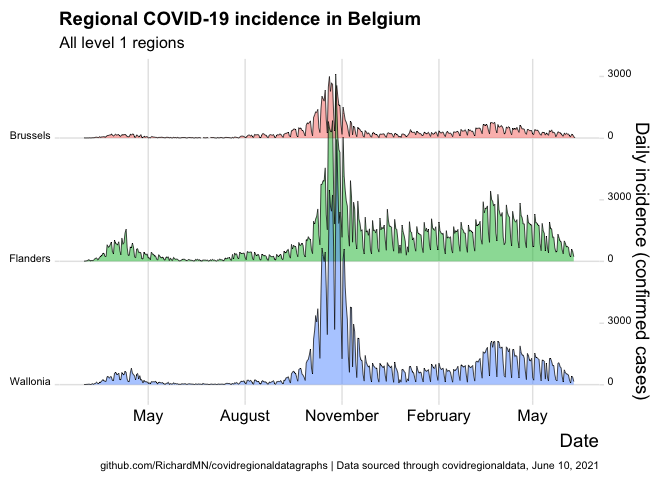 Regional COVID-19 incidence in Belgium
All level 1 regions
3000
Brussels
0
3000
Flanders
0
3000
Wallonia
0
Daily incidence (confirmed cases)
May August November February May
Date
github.com/RichardMN/covidregionaldatagraphs | Data sourced through covidregionaldata, June 10, 2021